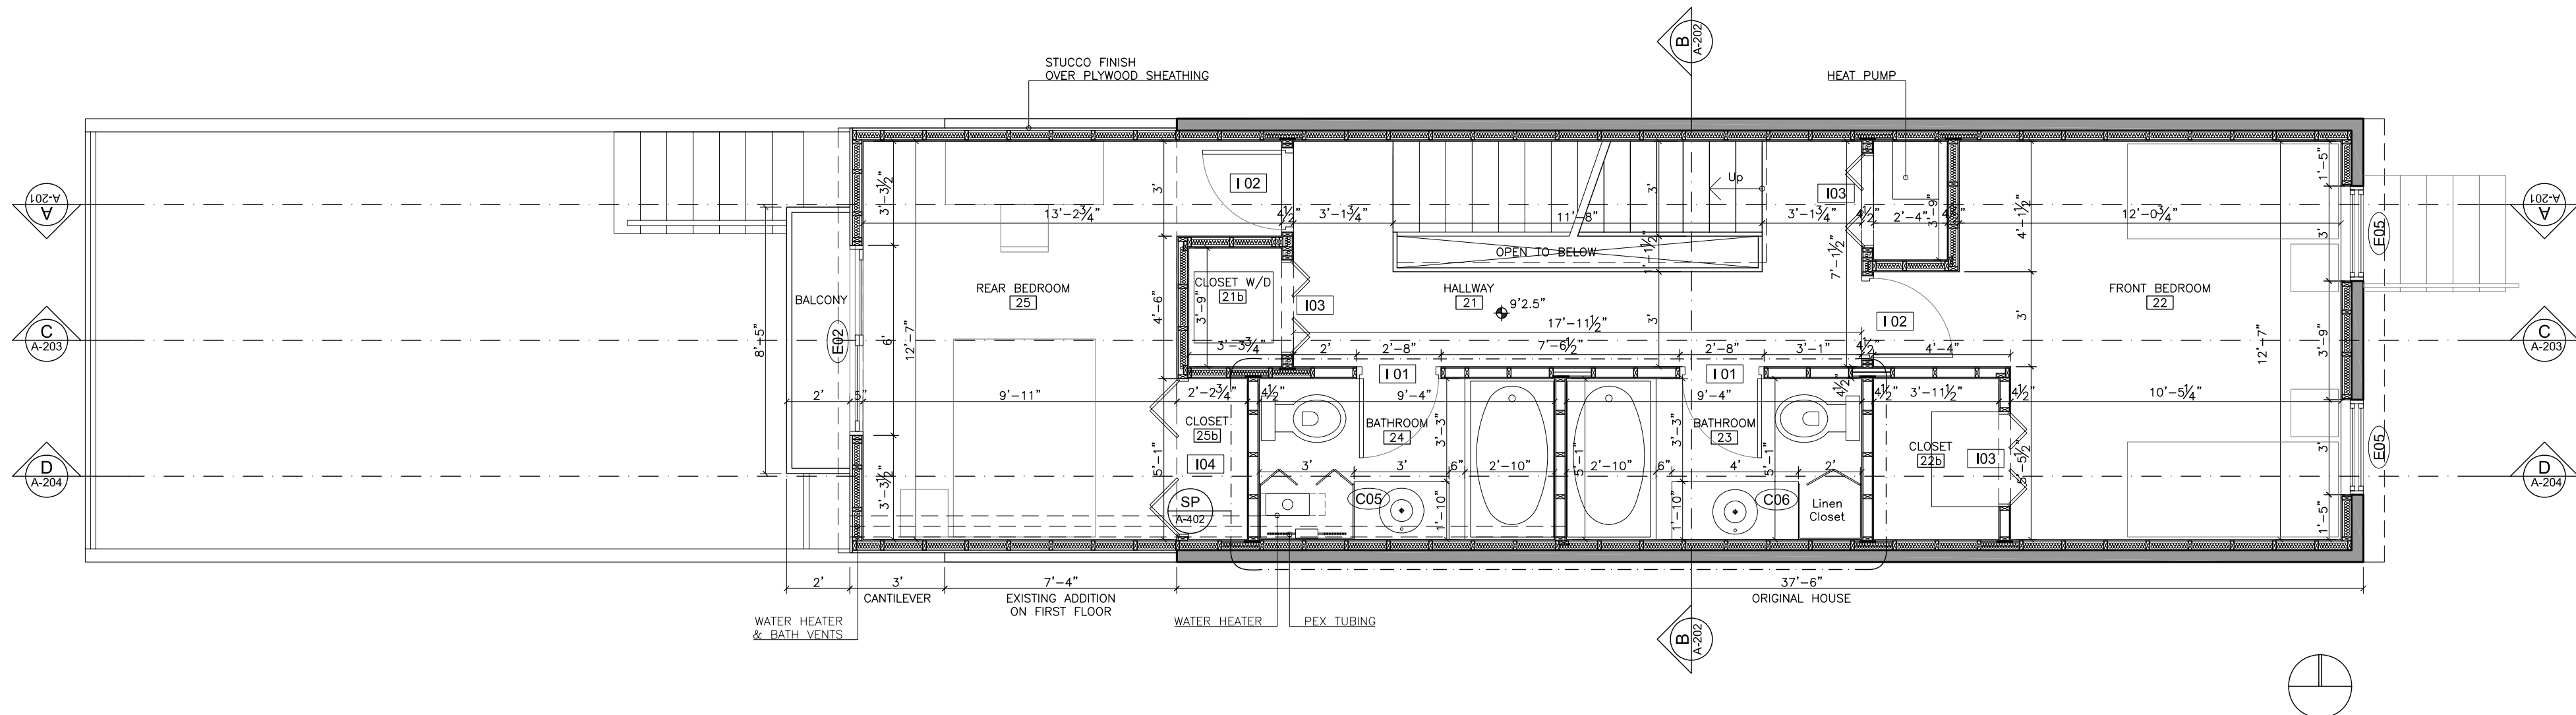 B
A-202
STUCCO FINISH
OVER PLYWOOD SHEATHING
HEAT PUMP
A
A-201
A
A-201
I02
3'
3'-3½"
13'-2¾"
4½"
3'-1¾"
11'-8"
3'
Up
3'-1¾"
I03
4½"
2'-4"
3'-9"
4½"
4'-1½"
12'-0¾"
1'-5"
3'
E05
OPEN TO BELOW
1'-1½"
7'-1½"
CLOSET W/D
21b
3'-9"
4'-6"
REAR BEDROOM
25
BALCONY
I03
HALLWAY
21
9'2.5"
FRONT BEDROOM
22
C
A-203
C
A-203
8'-5"
E02
6'
12'-7"
3'-3¾"
17'-11½"
3'
I02
3'
12'-7"
3'-9"
2'
2'-8"
7'-6½"
2'-8"
3'-1"
4½"
4'-4"
I01
I01
2'
5"
9'-11"
2'-2¾"
4½"
9'-4"
9'-4"
4½"
4½"
3'-11½"
4½"
10'-5¼"
CLOSET
25b
BATHROOM
24
3'-3"
BATHROOM
23
3'-3"
CLOSET
22b
I03
5'-5½"
3'
E05
D
A-204
D
A-204
3'-3½"
5'-1"
I04
3'
3'
6"
2'-10"
5'-1"
2'-10"
6"
4'
5'-1"
2'
SP
A-402
C05
1'-10"
1'-10"
C06
Linen
Closet
1'-5"
2'
3'
7'-4"
37'-6"
CANTILEVER
EXISTING ADDITION
ON FIRST FLOOR
ORIGINAL HOUSE
WATER HEATER
& BATH VENTS
WATER HEATER
PEX TUBING
B
A-202